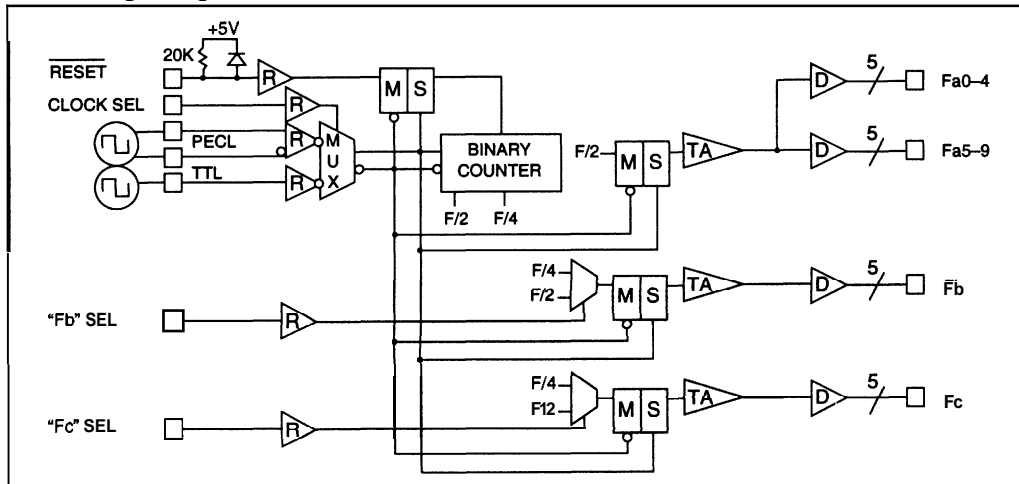 +5V
20K
RESET
R
M S
CLOCK SEL
R
PECL
R
M
U
X
TTL
R
BINARY
COUNTER
F/2 F/4
F/2
M S
TA
D
5
Fa0–4
D
5
Fa5–9
"Fb" SEL
R
F/4
F/2
M S
TA
D
5
Fb
"Fc" SEL
R
F/4
F12
M S
TA
D
5
Fc